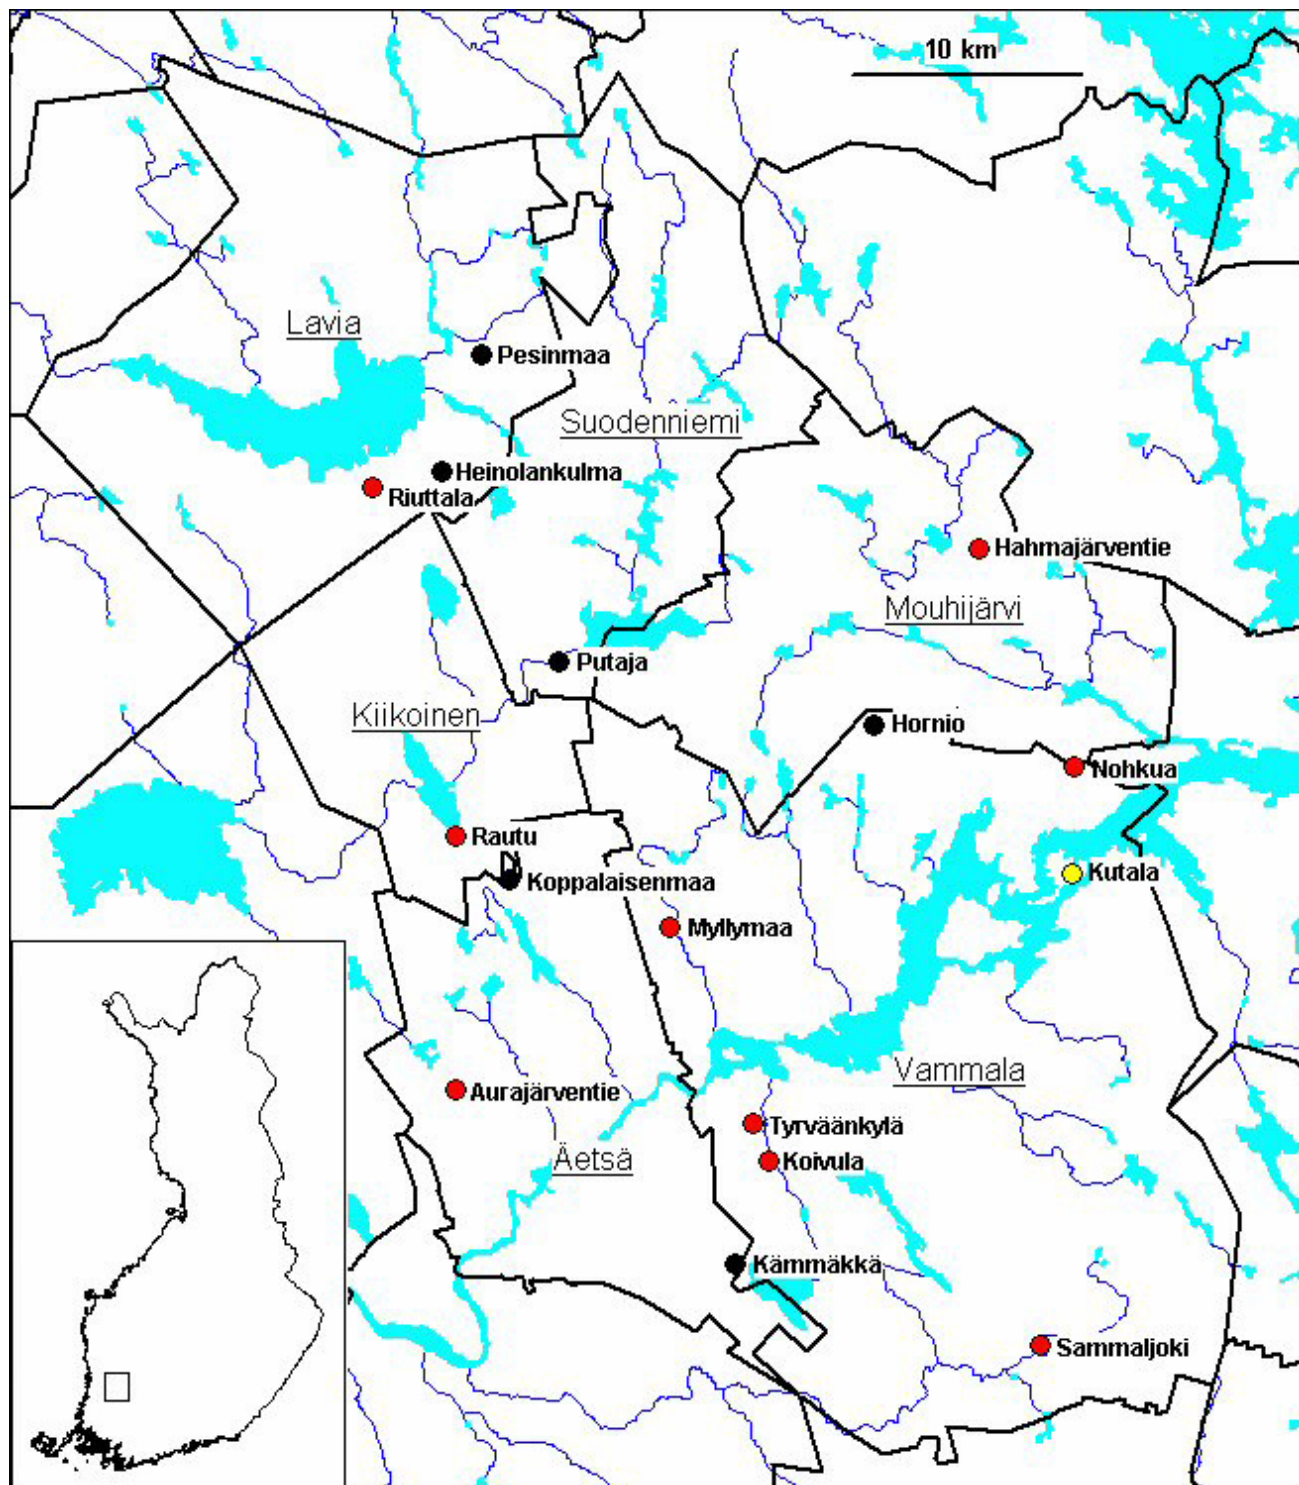 10 km
Lavia
Pesinmaa
Suodenniemi
Heinolankulma
Riuttala
Hahmajärventie
Mouhijärvi
Putaja
Kiikoinen
Hornio
Nohkua
Rautu
Koppalaisenmaa
Kutala
Myllymaa
Vammala
Aurajärventie
Tyrväänkylä
Äetsä
Koivula
Kämmäkkä
Sammaljoki